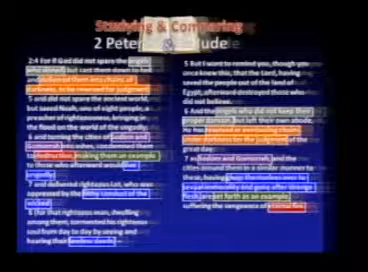 Studying & Comparing
2 Peter & Jude
2:4 For if God did not spare the angels
who sinned, but cast them down to hell
and delivered them into chains of
darkness, to be reserved for judgment;
5 and did not spare the ancient world,
but saved Noah, one of eight people, a
preacher of righteousness, bringing in
the flood on the world of the ungodly;
6 and turning the cities of Sodom and
Gomorrah into ashes, condemned them
to destruction, making them an example
to those who afterward would live
ungodly;
7 and delivered righteous Lot, who was
oppressed by the filthy conduct of the
wicked
8 (for that righteous man, dwelling
among them, tormented his righteous
soul from day to day by seeing and
hearing their lawless deeds)—
5 But I want to remind you, though you
once knew this, that the Lord, having
saved the people out of the land of
Egypt, afterward destroyed those who
did not believe.
6 And the angels who did not keep their
proper domain, but left their own abode,
He has reserved in everlasting chains
under darkness for the judgment of the
great day;
7 as Sodom and Gomorrah, and the
cities around them in a similar manner to
these, having given themselves over to
sexual immorality and gone after strange
flesh, are set forth as an example,
suffering the vengeance of eternal fire.